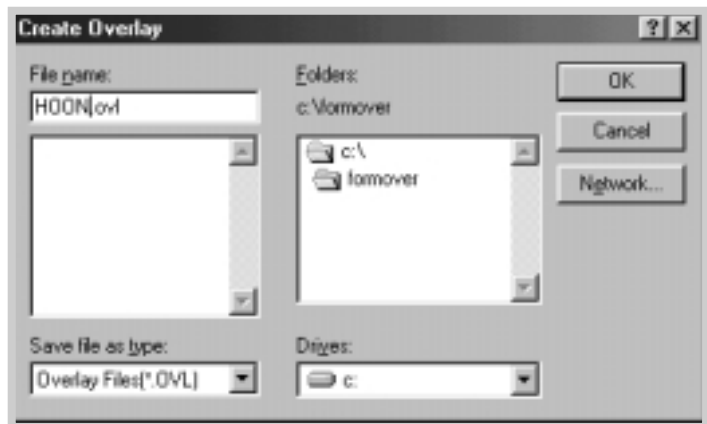 Create Overlay
File name:
HOON.ovl
Folders:
c:\formover
c:\
formover
OK
Cancel
Network...
Save file as type:
Overlay Files(*.OVL)
Drives:
c: